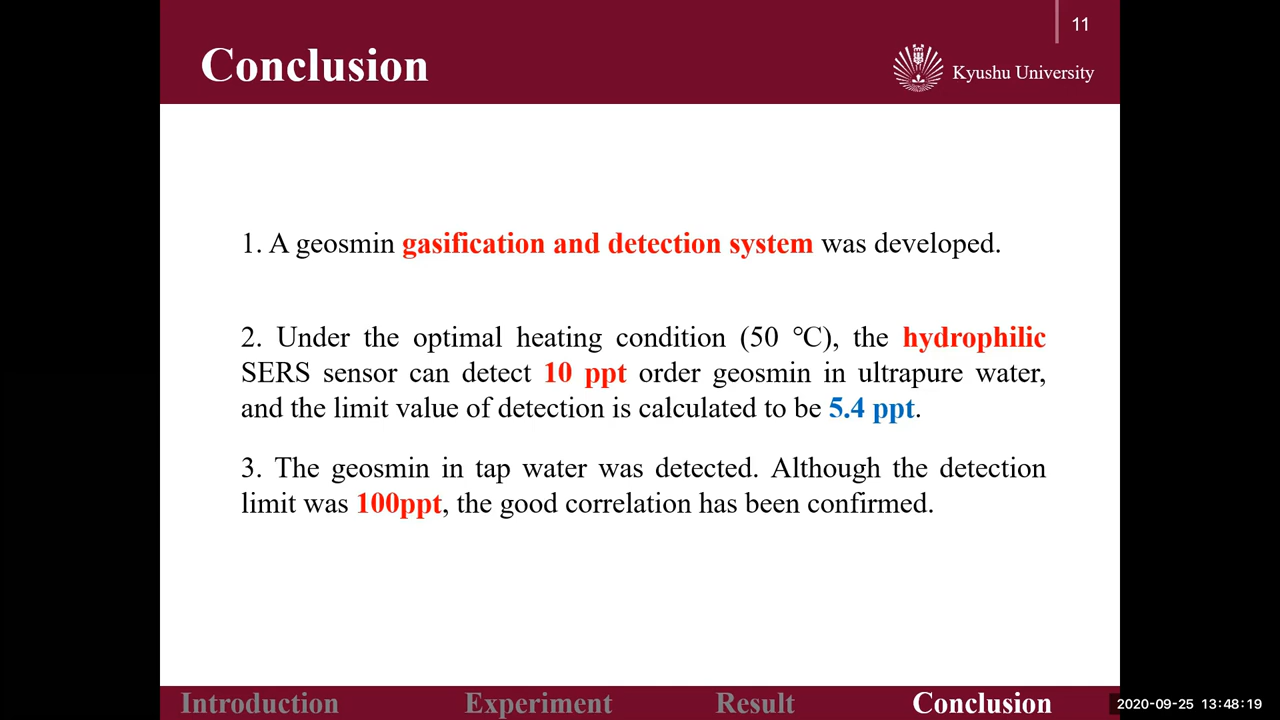 11
Conclusion
Kyushu University
1. A geosmin gasification and detection system was developed.
2. Under the optimal heating condition (50 ℃), the hydrophilic
SERS sensor can detect 10 ppt order geosmin in ultrapure water,
and the limit value of detection is calculated to be 5.4 ppt.
3. The geosmin in tap water was detected. Although the detection
limit was 100ppt, the good correlation has been confirmed.
Introduction Experiment Result Conclusion
2020-09-25 13:48:19